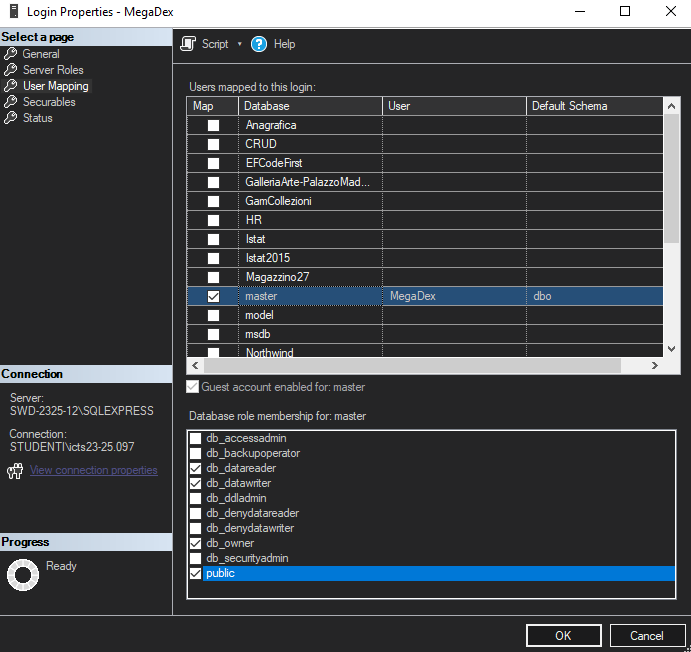 Login Properties - MegaDex
Select a page
General
Server Roles
User Mapping
Securables
Status
Script
Help
Users mapped to this login:
Map Database User Default Schema
Anagrafica
CRUD
EFCodeFirst
GalleriaArte-PalazzoMad...
GamCollezioni
HR
Istat
Istat2015
Magazzino27
master MegaDex dbo
model
msdb
Northwind
Guest account enabled for: master
Database role membership for: master
db_accessadmin
db_backupoperator
db_datareader
db_datawriter
db_ddladmin
db_denydatareader
db_denydatawriter
db_owner
db_securityadmin
public
Connection
Server:
SWD-2325-12\SQLEXPRESS
Connection:
STUDENTI\icts23-25.097
View connection properties
Progress
Ready
OK
Cancel